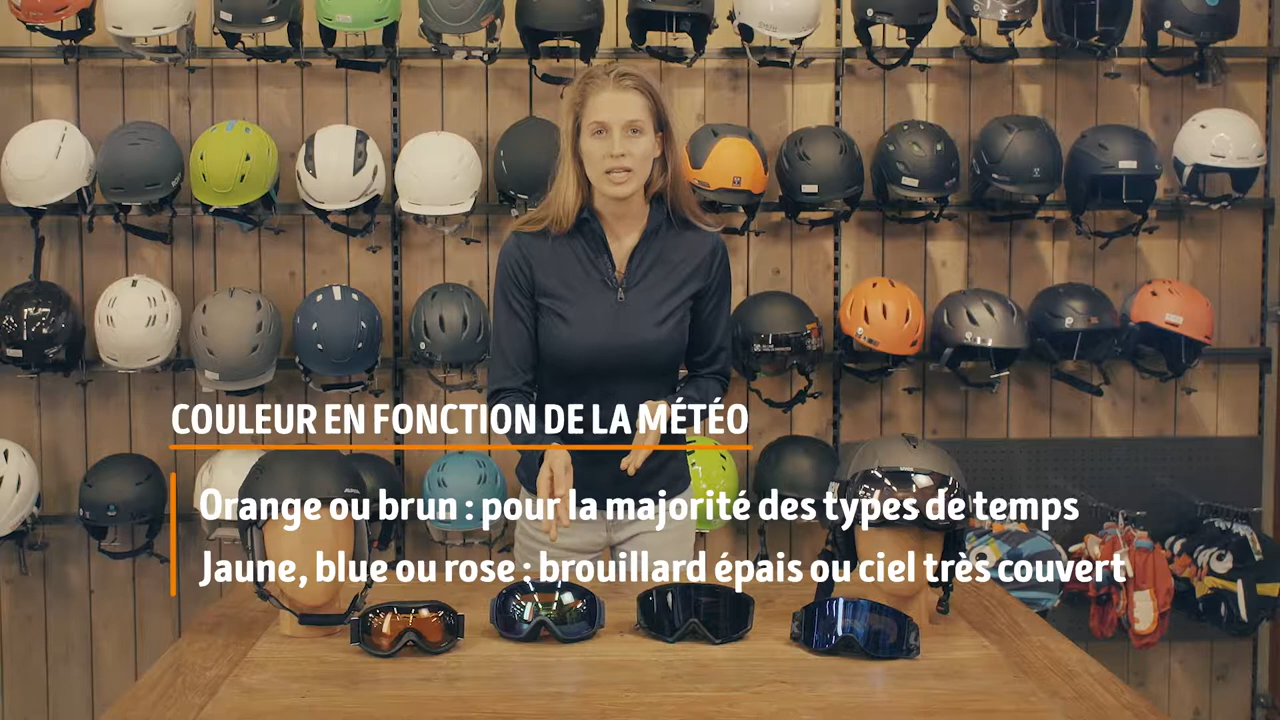 COULEUR EN FONCTION DE LA MÉTÉO
Orange ou brun : pour la majorité des types de temps
Jaune, blue ou rose : brouillard épais ou ciel très couvert